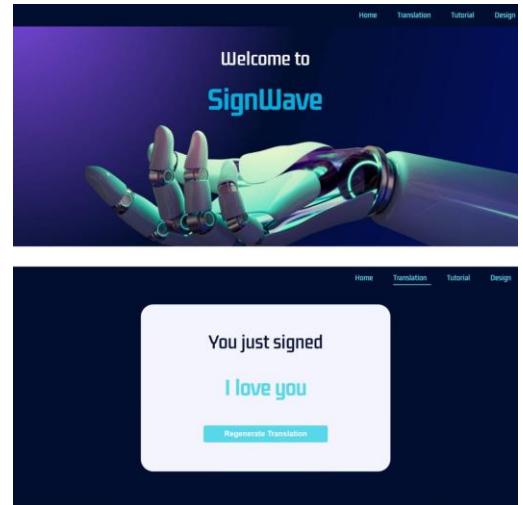 Home Translation Tutorial Design
Welcome to
SignWave
Home Translation Tutorial Design
You just signed
I love you
Regenerate Translation